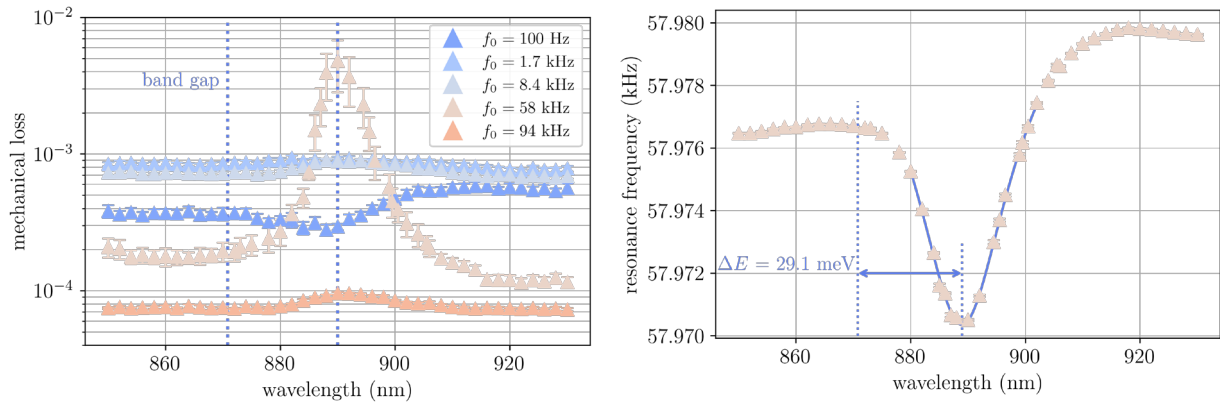 10⁻²
10⁻³
10⁻⁴
mechanical loss
band gap
f₀ = 100 Hz
f₀ = 1.7 kHz
f₀ = 8.4 kHz
f₀ = 58 kHz
f₀ = 94 kHz
860 880 900 920
wavelength (nm)
57.980
57.978
57.976
57.974
57.972
57.970
resonance frequency (kHz)
ΔE = 29.1 meV
860 880 900 920
wavelength (nm)